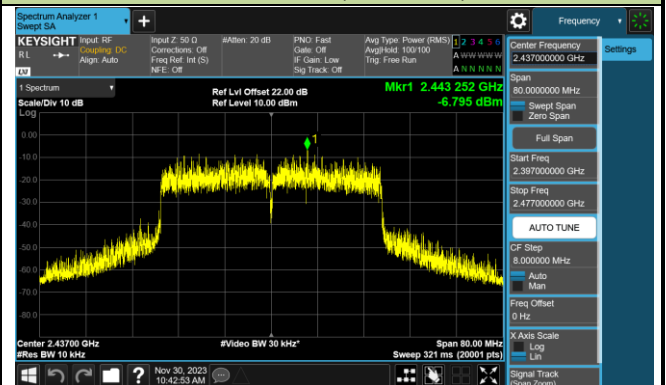 Spectrum Analyzer 1
Swept SA
+
Frequency
KEYSIGHT
Input: RF
Coupling: DC
Align: Auto
Input Z: 50 Ω
Corrections: Off
Freq Ref: Int (S)
NFE: Off
#Atten: 20 dB
PNO: Fast
Gate: Off
IF Gain: Low
Sig Track: Off
Avg Type: Power (RMS)
Avg|Hold: 100/100
Trig: Free Run
1 2 3 4 5 6
A W W W W W
A N N N N N
RL
LXI
1 Spectrum
Scale/Div 10 dB
Log
Ref Lvl Offset 22.00 dB
Ref Level 10.00 dBm
Mkr1 2.443 252 GHz
-6.795 dBm
1
0.00
-10.0
-20.0
-30.0
-40.0
-50.0
-60.0
-70.0
-80.0
Center 2.43700 GHz
#Res BW 10 kHz
#Video BW 30 kHz*
Span 80.00 MHz
Sweep 321 ms (20001 pts)
Nov 30, 2023
10:42:53 AM
?
Center Frequency
2.437000000 GHz
Settings
Span
80.0000000 MHz
Swept Span
Zero Span
Full Span
Start Freq
2.397000000 GHz
Stop Freq
2.477000000 GHz
AUTO TUNE
CF Step
8.000000 MHz
Auto
Man
Freq Offset
0 Hz
X Axis Scale
Log
Lin
Signal Track
(Span Zoom)